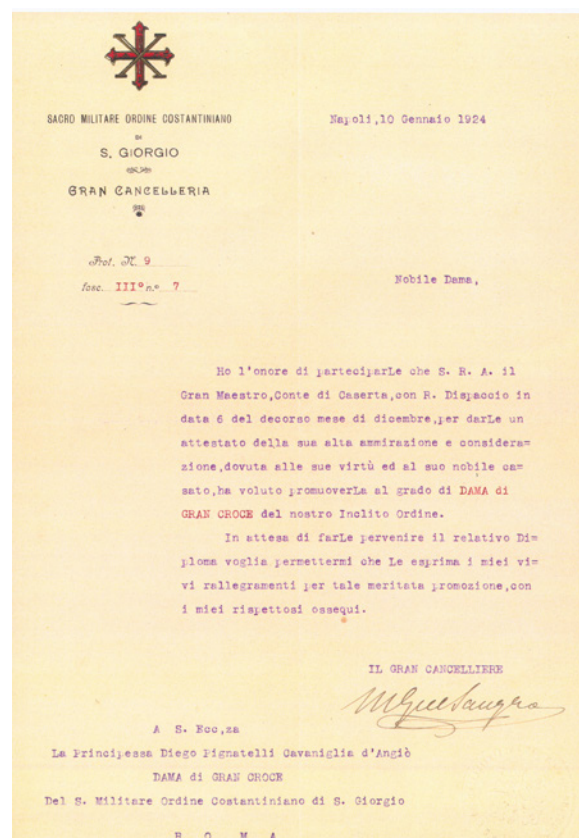 SACRO MILITARE ORDINE COSTANTINIANO
DI
S. GIORGIO
GRAN CANCELLERIA
Napoli,10 Gennaio 1924
Prot. N. 9
fasc. IIIº n.º 7
Nobile Dama,
Ho l'onore di parteciparLe che S. R. A. il
Gran Maestro,Conte di Caserta,con R. Dispaccio in
data 6 del decorso mese di dicembre,per darLe un
attestato della sua alta ammirazione e considera=
zione,dovuta alle sue virtù ed al suo nobile ca=
sato,ha voluto promuoverLa al grado di DAMA di
GRAN CROCE del nostro Inclito Ordine.
In attesa di farLe pervenire il relativo Di=
ploma voglia permettermi che Le esprima i miei vi=
vi rallegramenti per tale meritata promozione,con
i miei rispettosi ossequi.
IL GRAN CANCELLIERE
A S. Ecc,za
La Principessa Diego Pignatelli Cavaniglia d'Angiò
DAMA di GRAN CROCE
Del S. Militare Ordine Costantiniano di S. Giorgio
R O M A